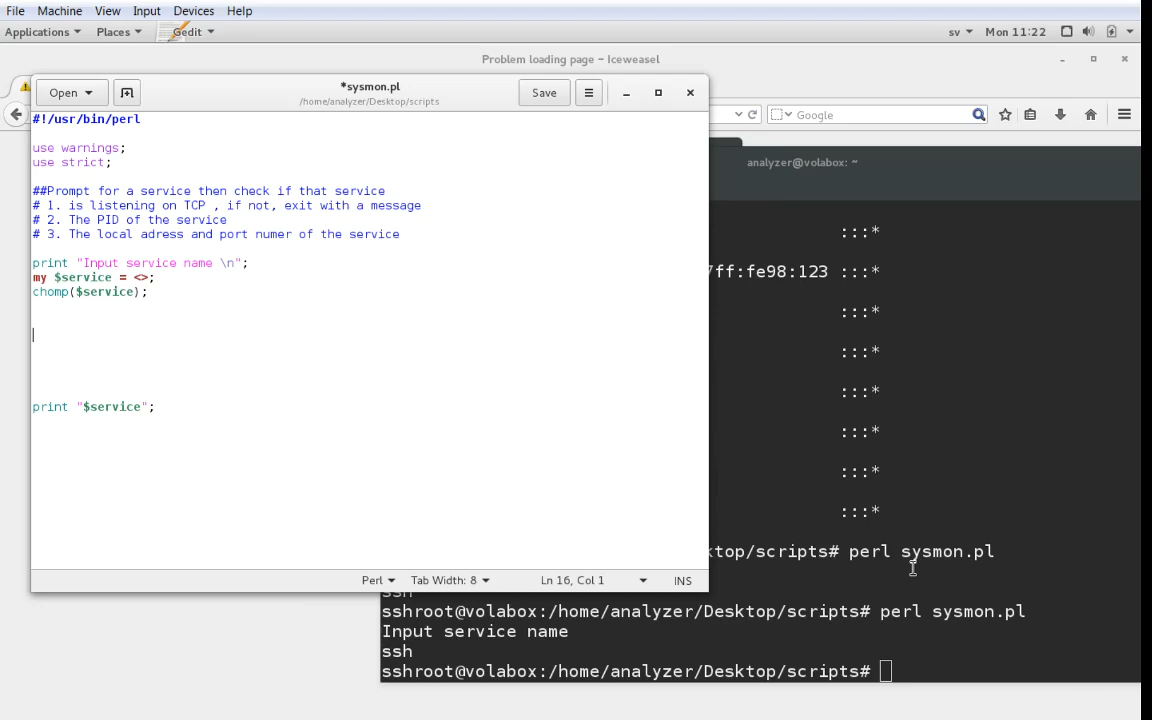 File Machine View Input Devices Help
Applications Places Gedit sv Mon 11:22
Problem loading page – Iceweasel
Open *sysmon.pl Save
/home/analyzer/Desktop/scripts
Google
analyzer@volabox: ~
#!/usr/bin/perl
use warnings;
use strict;
##Prompt for a service then check if that service
# 1. is listening on TCP , if not, exit with a message
# 2. The PID of the service
# 3. The local adress and port numer of the service
print "Input service name \n";
my $service = <>;
chomp($service);
print "$service";
Perl Tab Width: 8 Ln 16, Col 1 INS
:::*
7ff:fe98:123 :::*
:::*
:::*
:::*
:::*
:::*
:::*
ktop/scripts# perl sysmon.pl
ssh
sshroot@volabox:/home/analyzer/Desktop/scripts# perl sysmon.pl
Input service name
ssh
sshroot@volabox:/home/analyzer/Desktop/scripts#